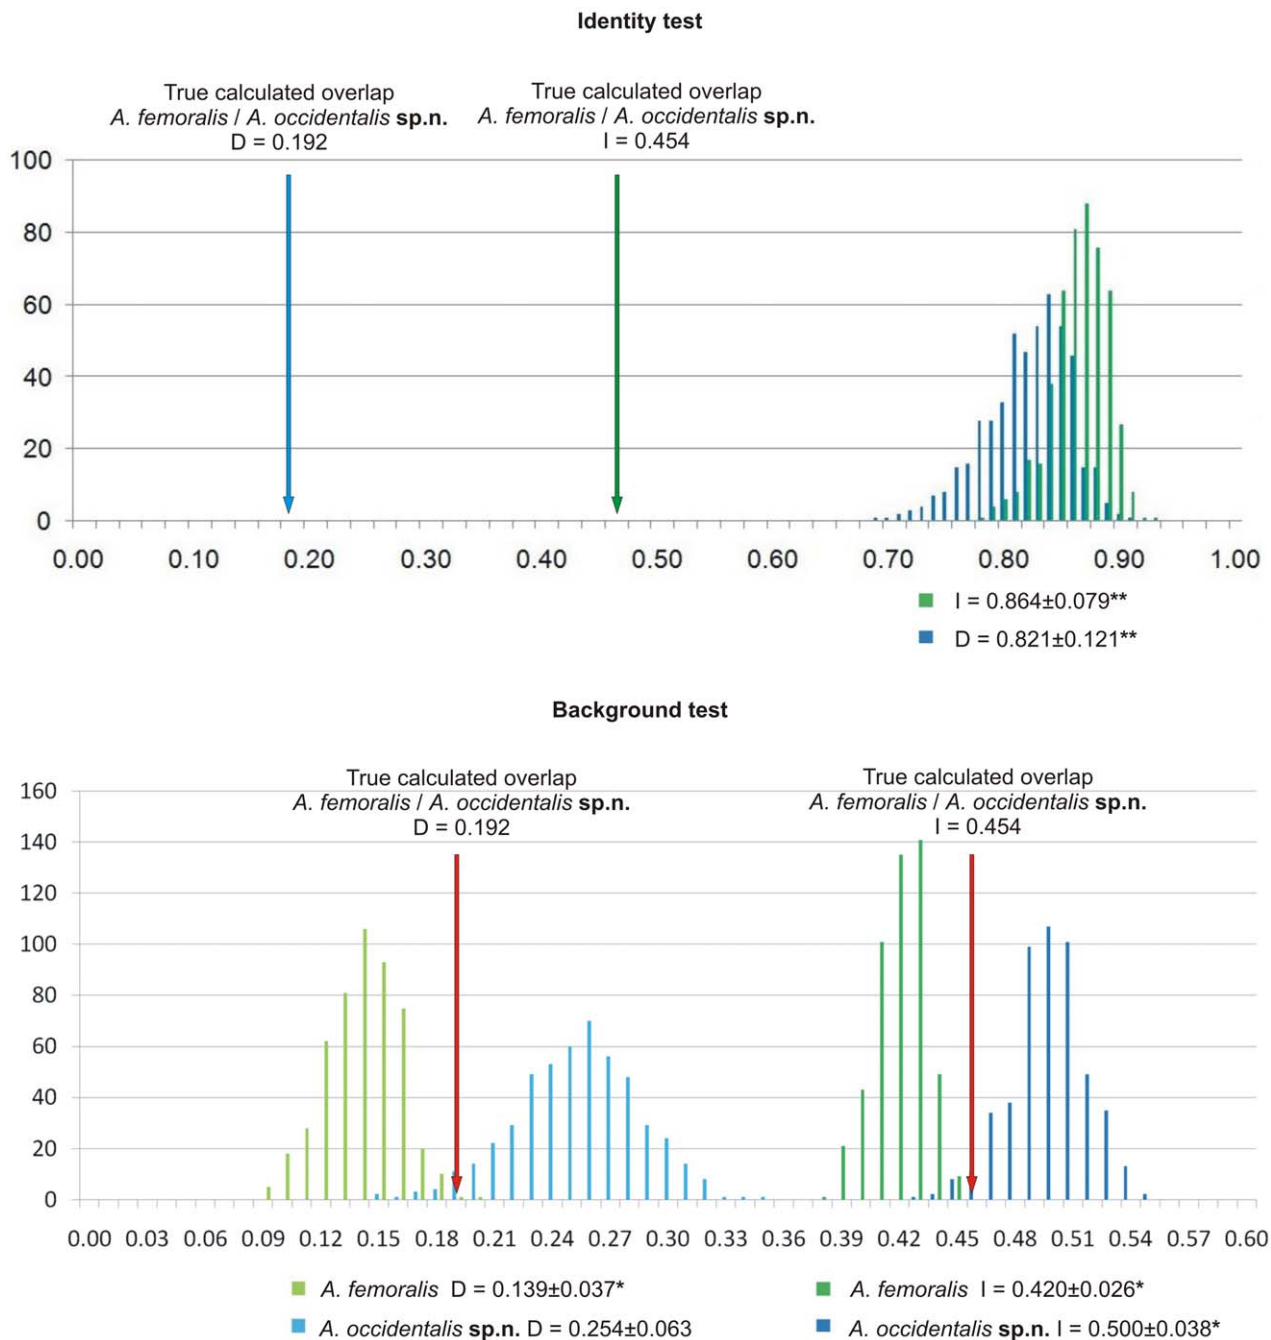 Identity test
True calculated overlap
A. femoralis / A. occidentalis sp.n.
D = 0.192
True calculated overlap
A. femoralis / A. occidentalis sp.n.
I = 0.454
100
80
60
40
20
0
0.00 0.10 0.20 0.30 0.40 0.50 0.60 0.70 0.80 0.90 1.00
I = 0.864±0.079**
D = 0.821±0.121**
Background test
True calculated overlap
A. femoralis / A. occidentalis sp.n.
D = 0.192
True calculated overlap
A. femoralis / A. occidentalis sp.n.
I = 0.454
160
140
120
100
80
60
40
20
0
0.00 0.03 0.06 0.09 0.12 0.15 0.18 0.21 0.24 0.27 0.30 0.33 0.36 0.39 0.42 0.45 0.48 0.51 0.54 0.57 0.60
A. femoralis D = 0.139±0.037*
A. occidentalis sp.n. D = 0.254±0.063
A. femoralis I = 0.420±0.026*
A. occidentalis sp.n. I = 0.500±0.038*